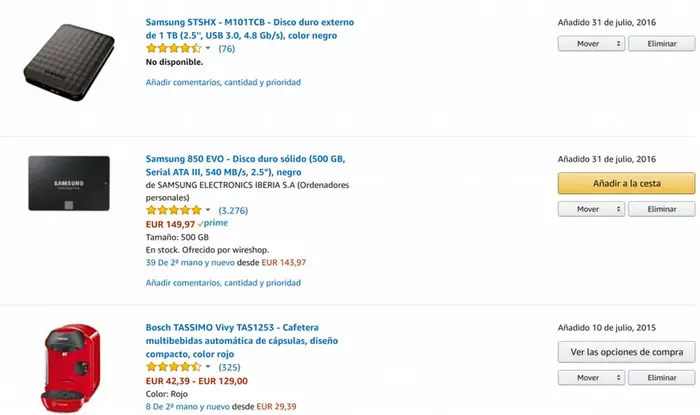 Samsung STSHX - M101TCB - Disco duro externo
de 1 TB (2.5", USB 3.0, 4.8 Gb/s), color negro
(76)
No disponible.
Añadir comentarios, cantidad y prioridad
Añadido 31 de julio, 2016
Mover
Eliminar
SAMSUNG
Samsung 850 EVO - Disco duro sólido (500 GB,
Serial ATA III, 540 MB/s, 2.5"), negro
de SAMSUNG ELECTRONICS IBERIA S.A (Ordenadores
personales)
(3.276)
EUR 149,97 prime
Tamaño: 500 GB
En stock. Ofrecido por wireshop.
39 De 2ª mano y nuevo desde EUR 143,97
Añadir comentarios, cantidad y prioridad
Añadido 31 de julio, 2016
Añadir a la cesta
Mover
Eliminar
Bosch TASSIMO Vivy TAS1253 - Cafetera
multibebidas automática de cápsulas, diseño
compacto, color rojo
(325)
EUR 42,39 - EUR 129,00
Color: Rojo
8 De 2ª mano y nuevo desde EUR 29,39
Añadido 10 de julio, 2015
Ver las opciones de compra
Mover
Eliminar